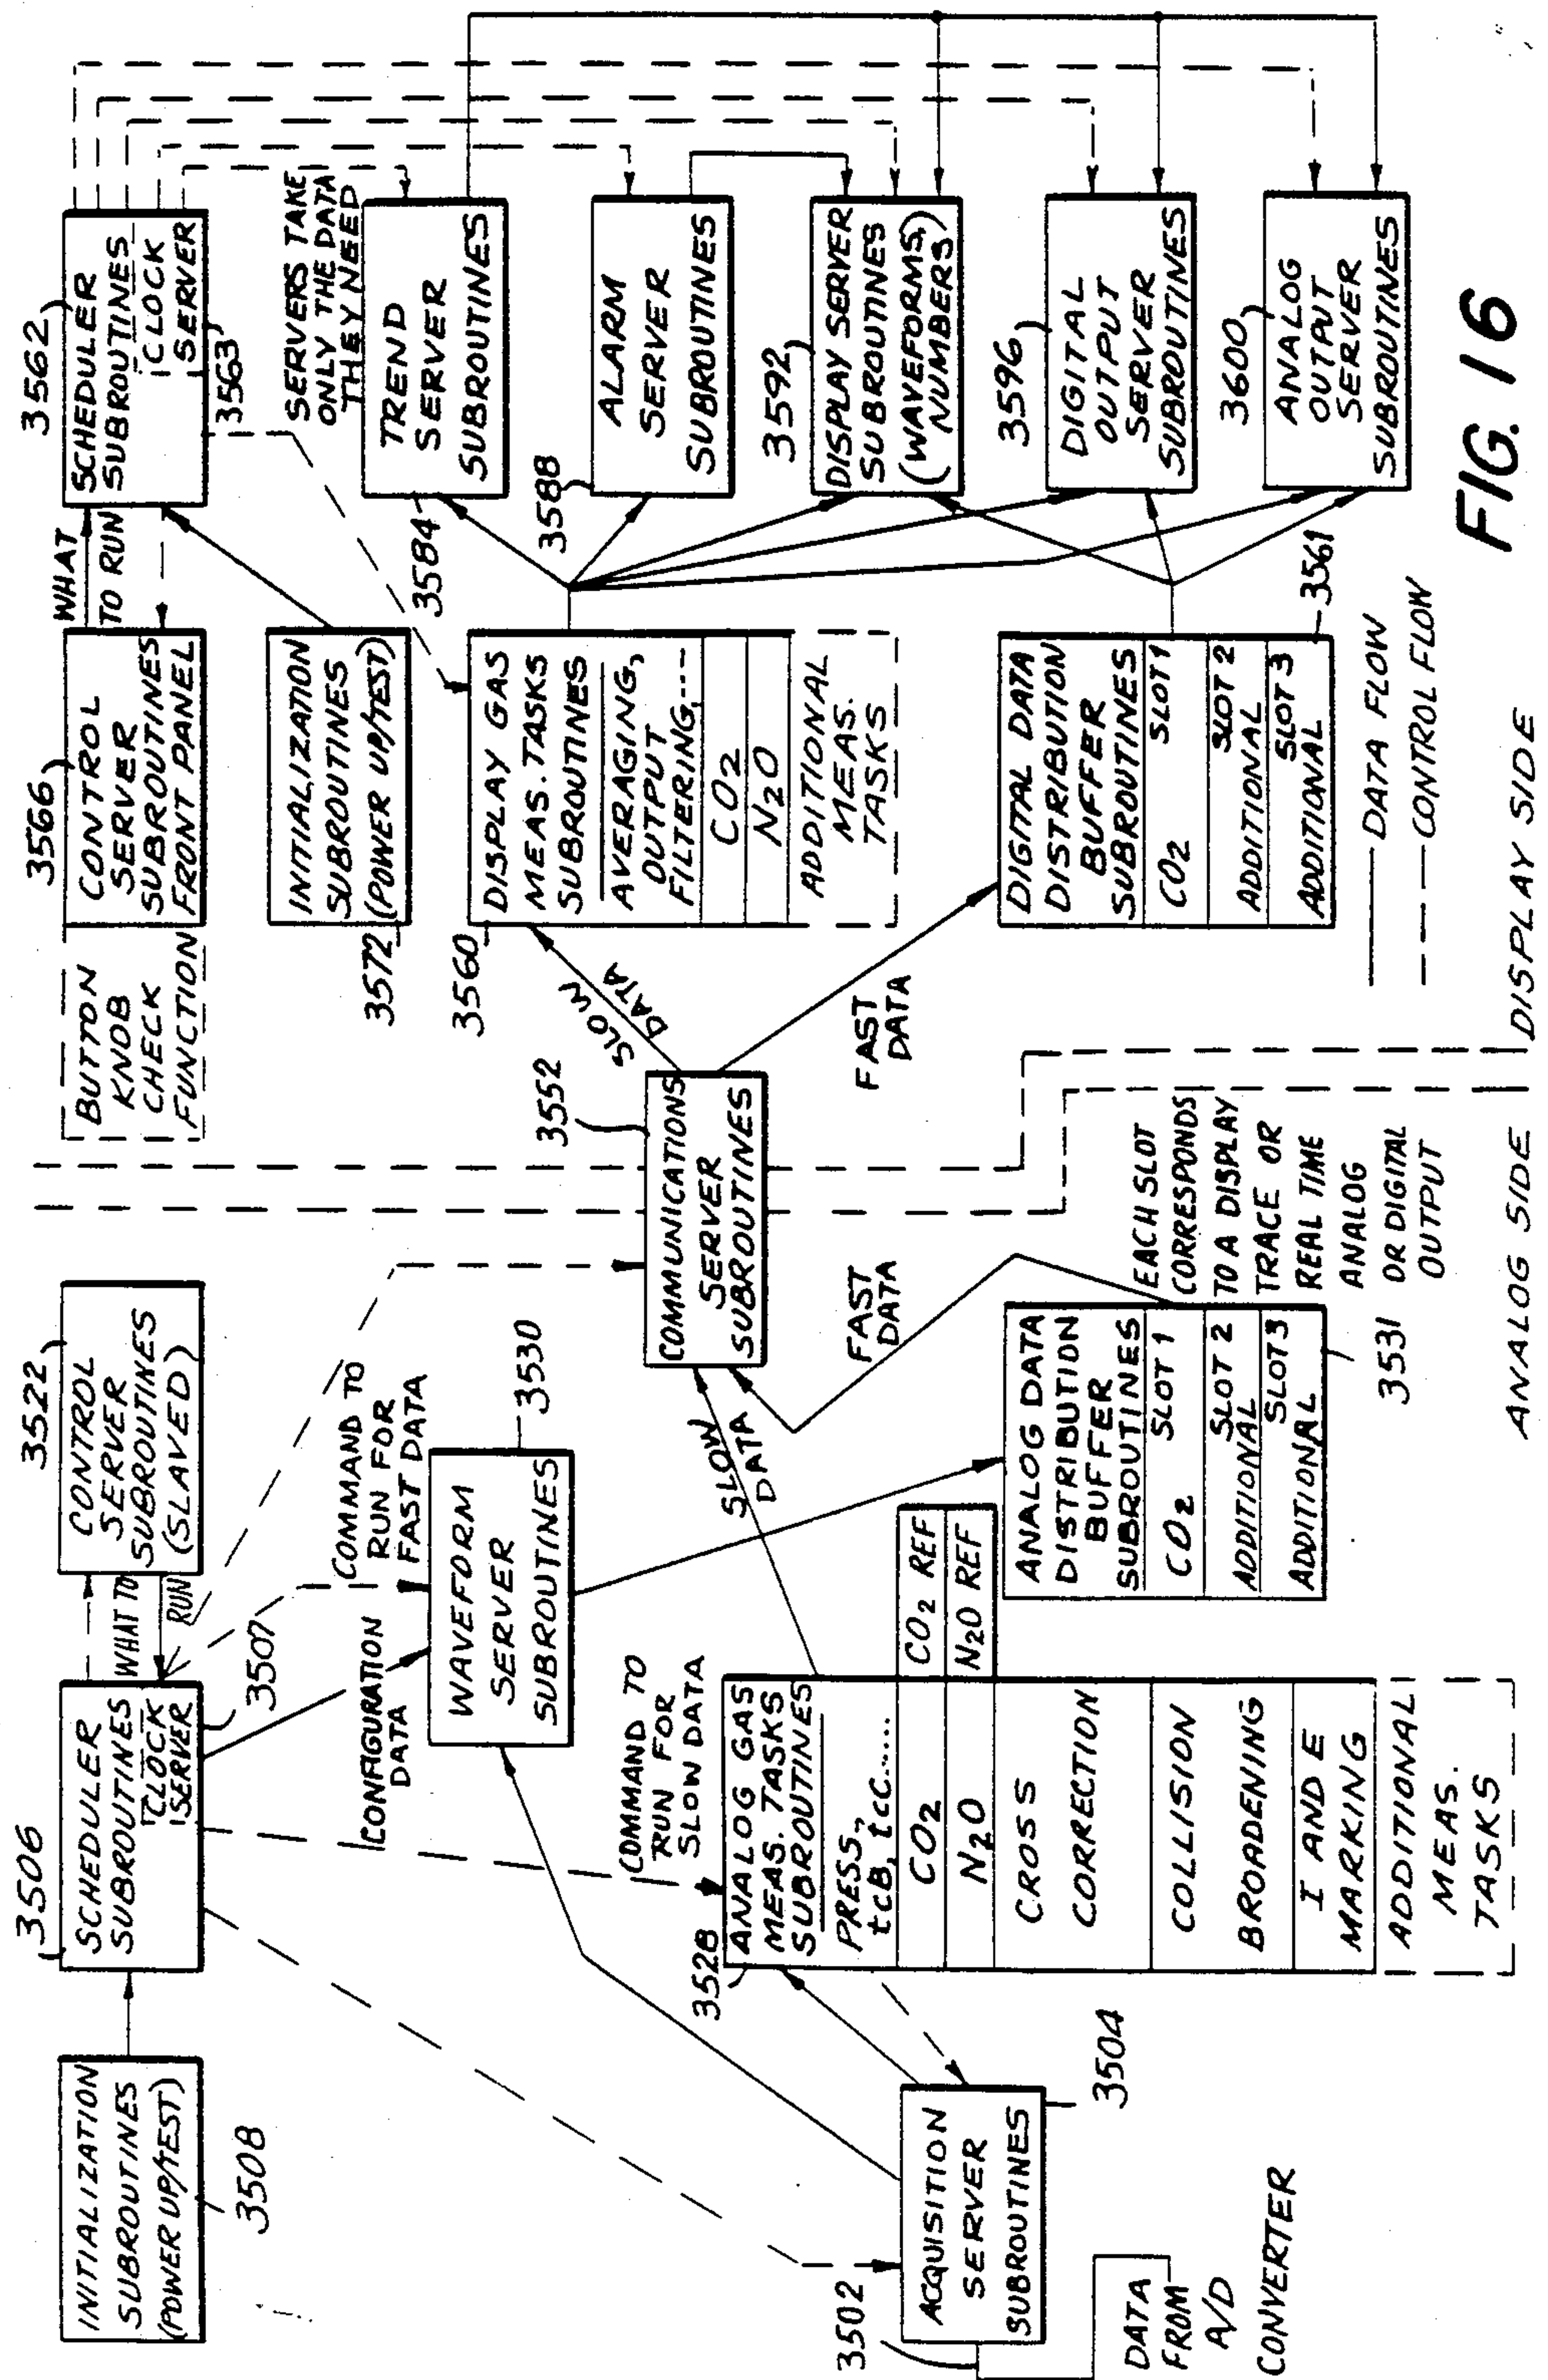 3508
INITIALIZATION
SUBROUTINES
(POWER UP/TEST)
3506
SCHEDULER
SUBROUTINES
CLOCK
SERVER
3507
WHAT TO
RUN
3522
CONTROL
SERVER
SUBROUTINES
(SLAVED)
CONFIGURATION
DATA
COMMAND TO
RUN FOR
FAST DATA
3530
WAVEFORM
SERVER
SUBROUTINES
COMMAND TO
RUN FOR
SLOW DATA
3528
ANALOG GAS
MEAS. TASKS
SUBROUTINES
PRESS.,
tcB, tcC......
CO2
CO2 REF
N2O
N2O REF
CROSS
CORRECTION
COLLISION
BROADENING
I AND E
MARKING
ADDITIONAL
MEAS.
TASKS
3502
ACQUISITION
SERVER
SUBROUTINES
3504
DATA
FROM
A/D
CONVERTER
SLOW
DATA
FAST
DATA
ANALOG DATA
DISTRIBUTION
BUFFER
SUBROUTINES
CO2 SLOT 1
ADDITIONAL SLOT 2
ADDITIONAL SLOT 3
3531
EACH SLOT
CORRESPONDS
TO A DISPLAY
TRACE OR
REAL TIME
ANALOG
OR DIGITAL
OUTPUT
ANALOG SIDE
3552
COMMUNICATIONS
SERVER
SUBROUTINES
BUTTON
KNOB
CHECK
FUNCTION
3566
CONTROL
SERVER
SUBROUTINES
FRONT PANEL
WHAT
TO RUN
3562
SCHEDULER
SUBROUTINES
CLOCK
SERVER
3563
3572
INITIALIZATION
SUBROUTINES
(POWER UP/TEST)
SLOW
DATA
3560
DISPLAY GAS
MEAS. TASKS
SUBROUTINES
AVERAGING,
OUTPUT
FILTERING,---
CO2
N2O
ADDITIONAL
MEAS.
TASKS
FAST
DATA
DIGITAL DATA
DISTRIBUTION
BUFFER
SUBROUTINES
CO2 SLOT 1
ADDITIONAL SLOT 2
ADDITIONAL SLOT 3
3561
SERVERS TAKE
ONLY THE DATA
THEY NEED
3584
TREND
SERVER
SUBROUTINES
3588
ALARM
SERVER
SUBROUTINES
3592
DISPLAY SERVER
SUBROUTINES
(WAVEFORMS,
NUMBERS)
3596
DIGITAL
OUTPUT
SERVER
SUBROUTINES
3600
ANALOG
OUTPUT
SERVER
SUBROUTINES
DATA FLOW
CONTROL FLOW
DISPLAY SIDE
FIG. 16